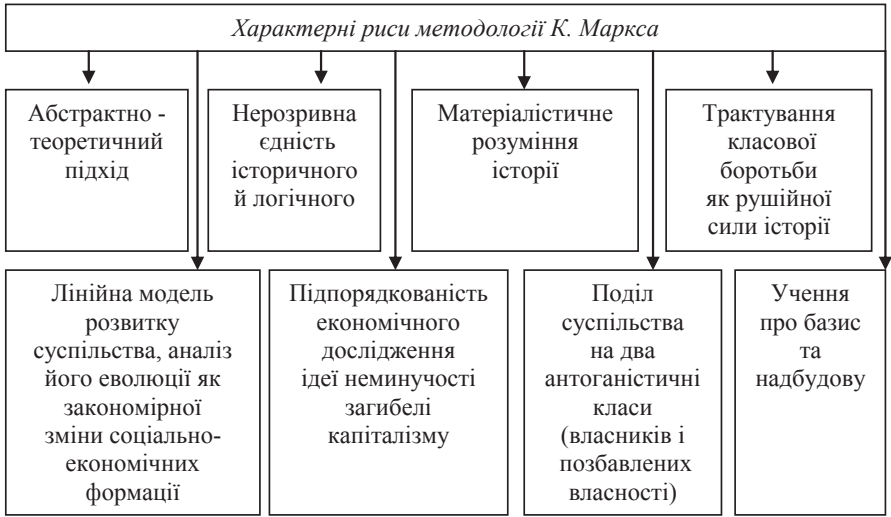 Характерні риси методології К. Маркса
Абстрактно -
теоретичний
підхід
Нерозривна
єдність
історичного
й логічного
Матеріалістичне
розуміння
історії
Трактування
класової
боротьби
як рушійної
сили історії
Лінійна модель
розвитку
суспільства, аналіз
його еволюції як
закономірної
зміни соціально-
економічних
формації
Підпорядкованість
економічного
дослідження
ідеї неминучості
загибелі
капіталізму
Поділ
суспільства
на два
антоганістичні
класи
(власників і
позбавлених
власності)
Учення
про базис
та
надбудову